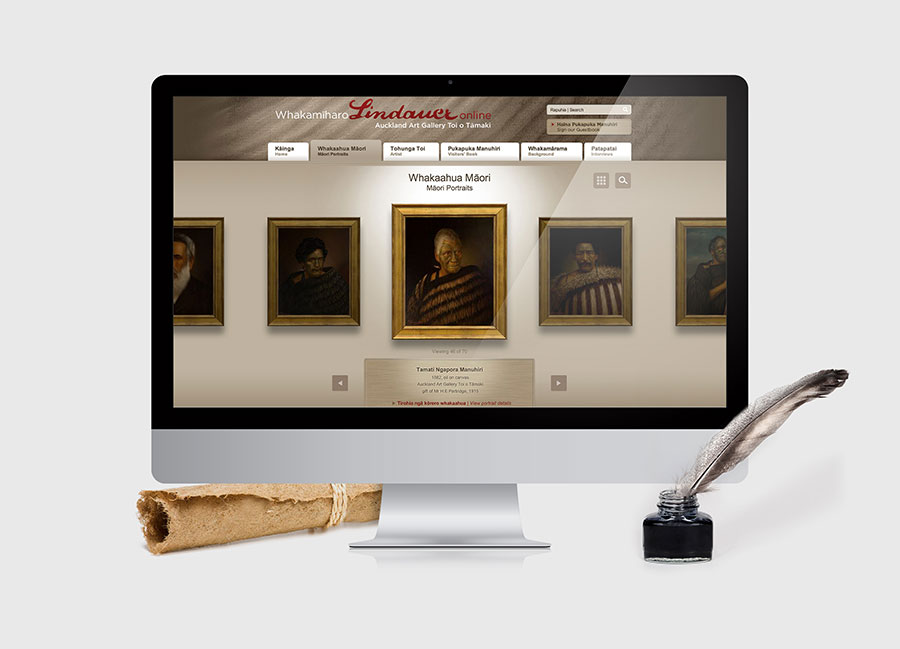 Whakamīharo Lindauer online
Auckland Art Gallery Toi o Tāmaki
Rapuhia | Search
Haina Pukapuka Manuhiri
Sign our Guestbook
Kāinga
Home
Whakaahua Māori
Māori Portraits
Tohunga Toi
Artist
Pukapuka Manuhiri
Visitors' Book
Whakamārama
Background
Patapatai
Interviews
Whakaahua Māori
Māori Portraits
Viewing 40 of 70
Tamati Ngapora Manuhiri
1882, oil on canvas
Auckland Art Gallery Toi o Tāmaki
gift of Mr H E Partridge, 1915
Tirohia ngā kōrero whakaahua | View portrait details